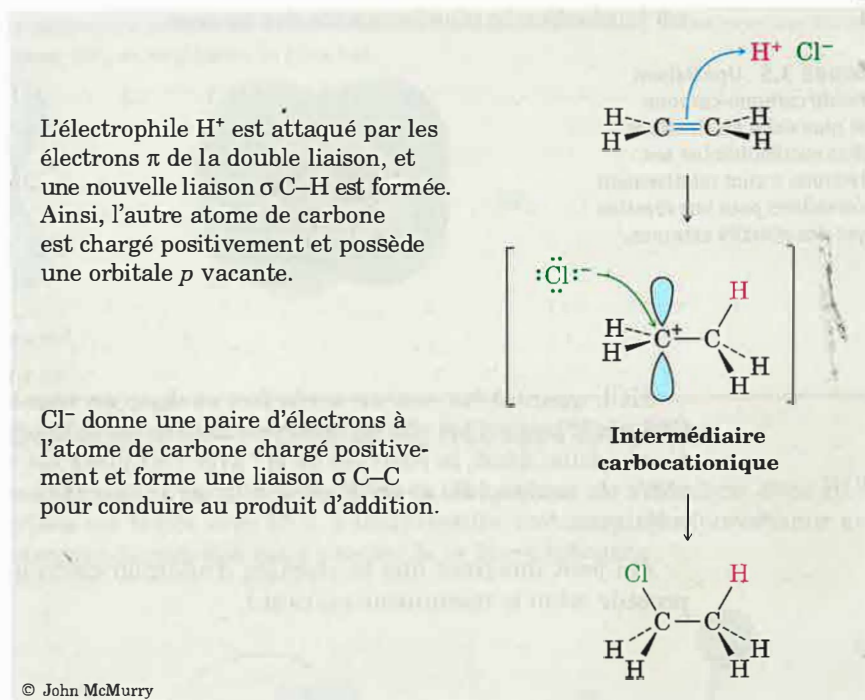 H⁺ Cl⁻
H H
C=C
H H
L'électrophile H⁺ est attaqué par les
électrons π de la double liaison, et
une nouvelle liaison σ C–H est formée.
Ainsi, l'autre atome de carbone
est chargé positivement et possède
une orbitale p vacante.
:Cl:⁻
H
H C⁺–C
H H
H
Cl⁻ donne une paire d'électrons à
l'atome de carbone chargé positive-
ment et forme une liaison σ C–C
pour conduire au produit d'addition.
Intermédiaire
carbocationique
Cl H
C–C
H H H H
© John McMurry